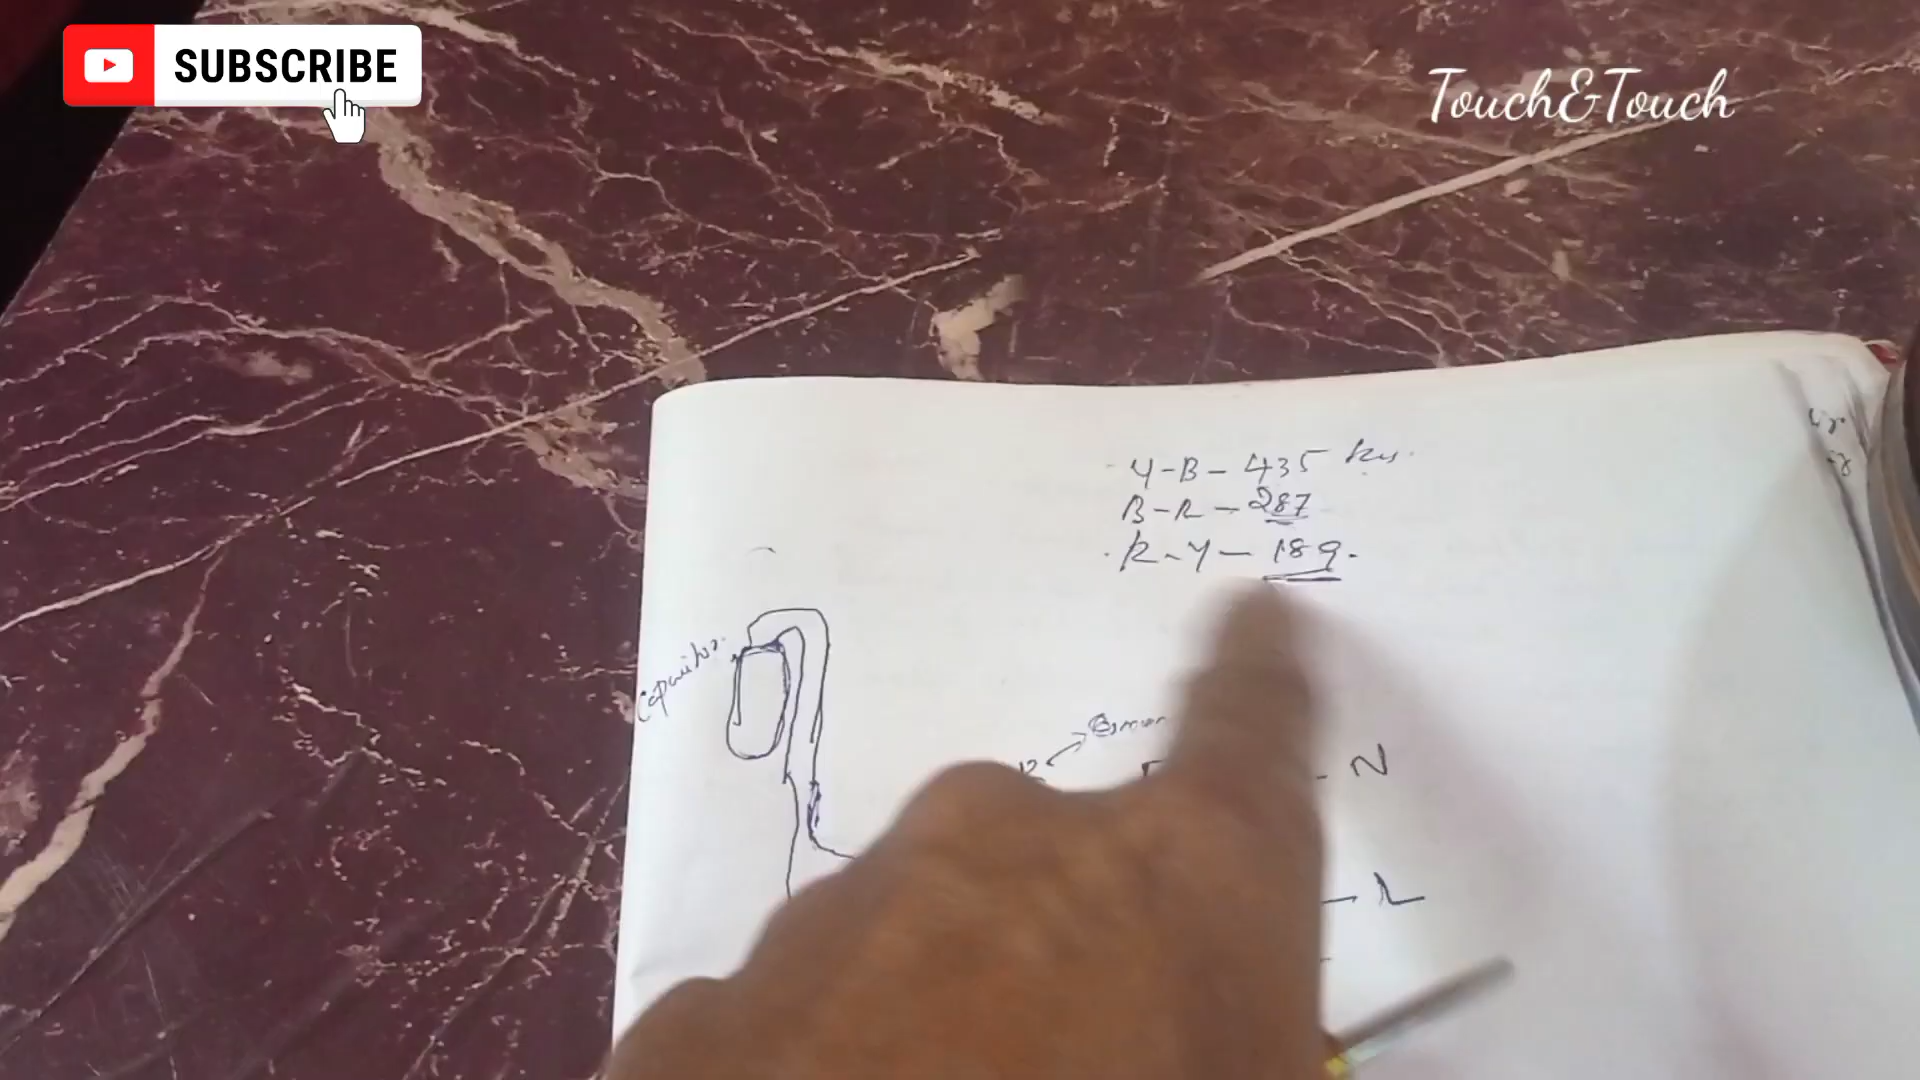 SUBSCRIBE
Touch&Touch
Y-B-435
B-R-287
R-Y-189.
Capacitor.
R
N
L